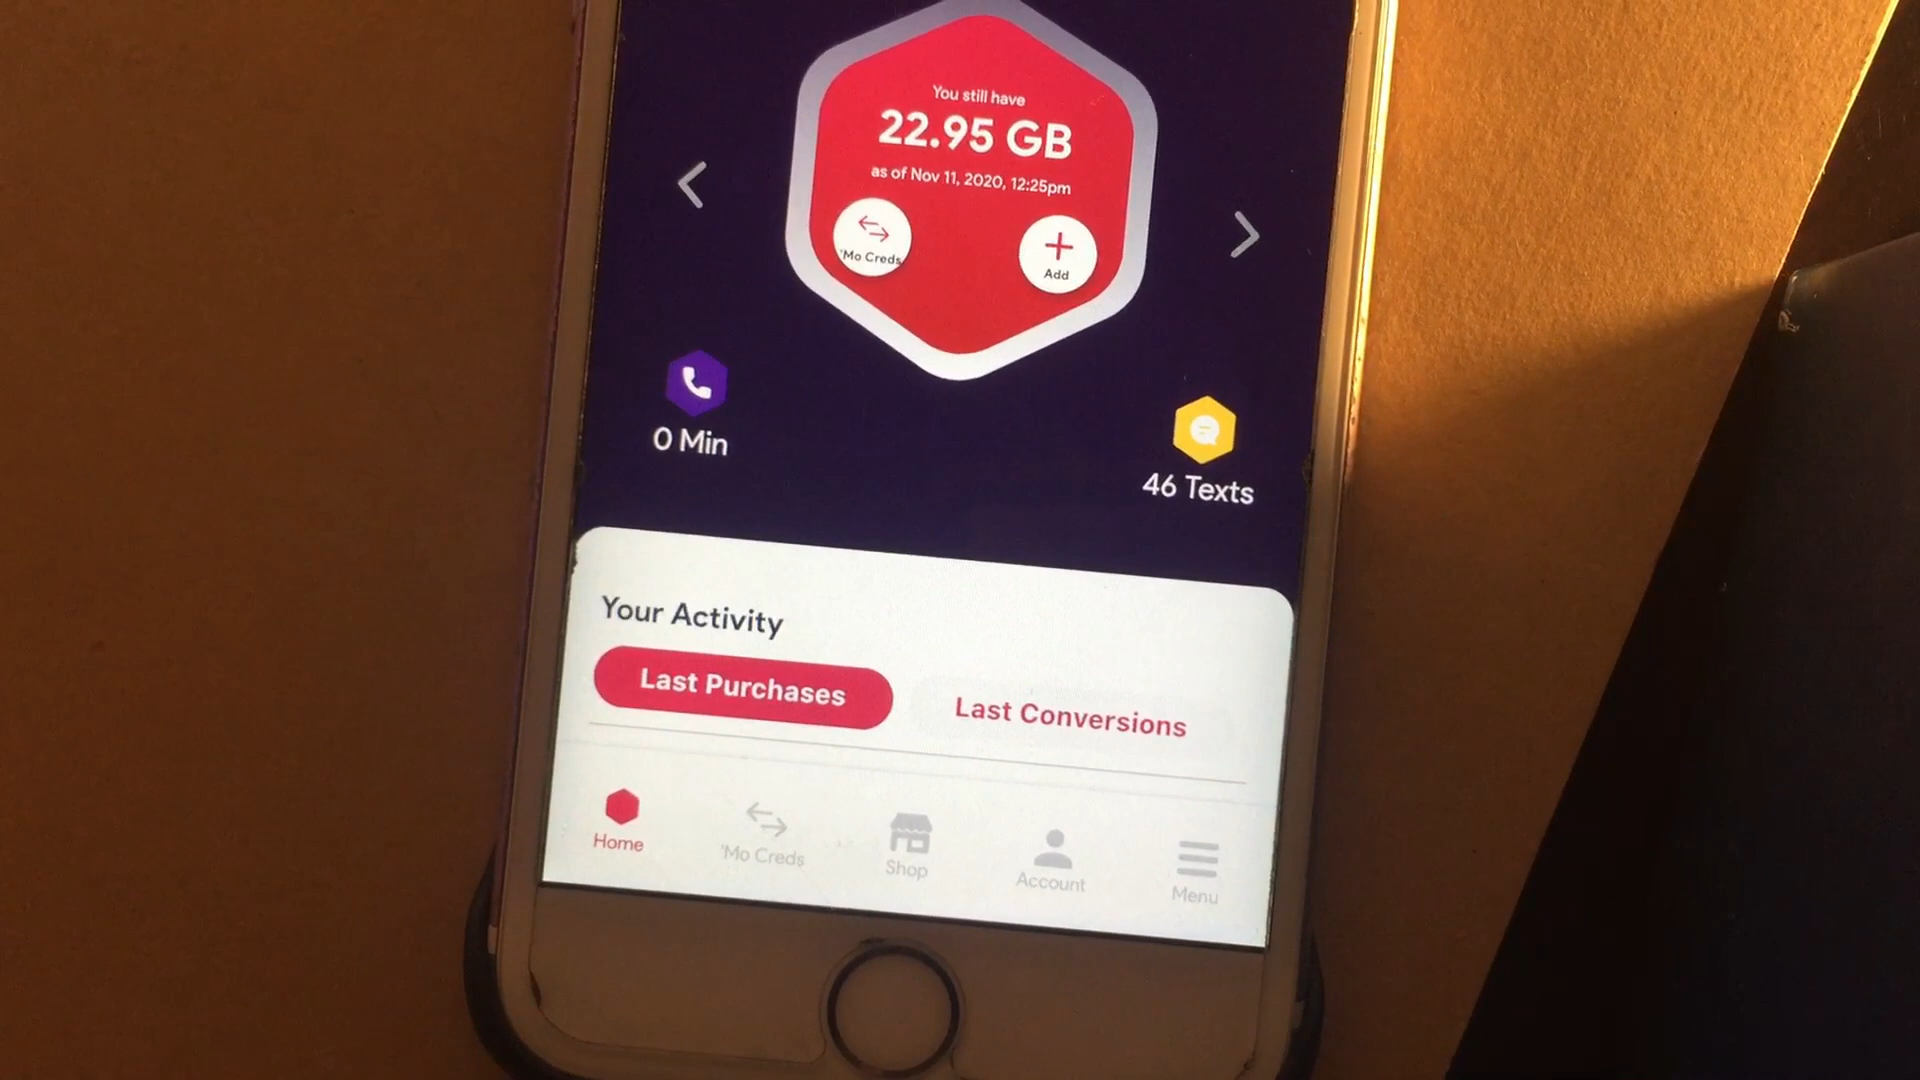 You still have
22.95 GB
as of Nov 11, 2020, 12:25pm
'Mo Creds
Add
0 Min
46 Texts
Your Activity
Last Purchases
Last Conversions
Home
'Mo Creds
Shop
Account
Menu